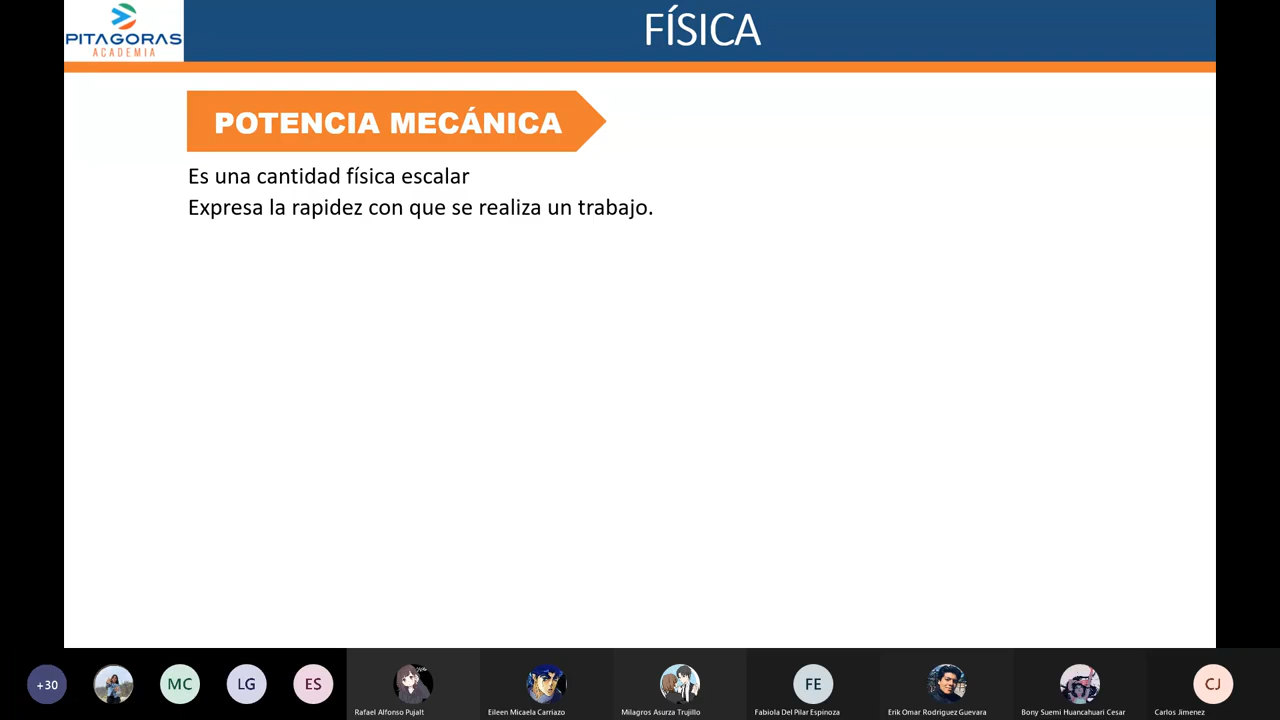 PITAGORAS
ACADEMIA
FÍSICA
POTENCIA MECÁNICA
Es una cantidad física escalar
Expresa la rapidez con que se realiza un trabajo.
+30
MC
LG
ES
FE
CJ
Rafael Alfonso Pujalt
Eileen Micaela Carriazo
Milagros Asurza Trujillo
Fabiola Del Pilar Espinoza
Erik Omar Rodriguez Guevara
Bony Suemi Huancahuari Cesar
Carlos Jimenez